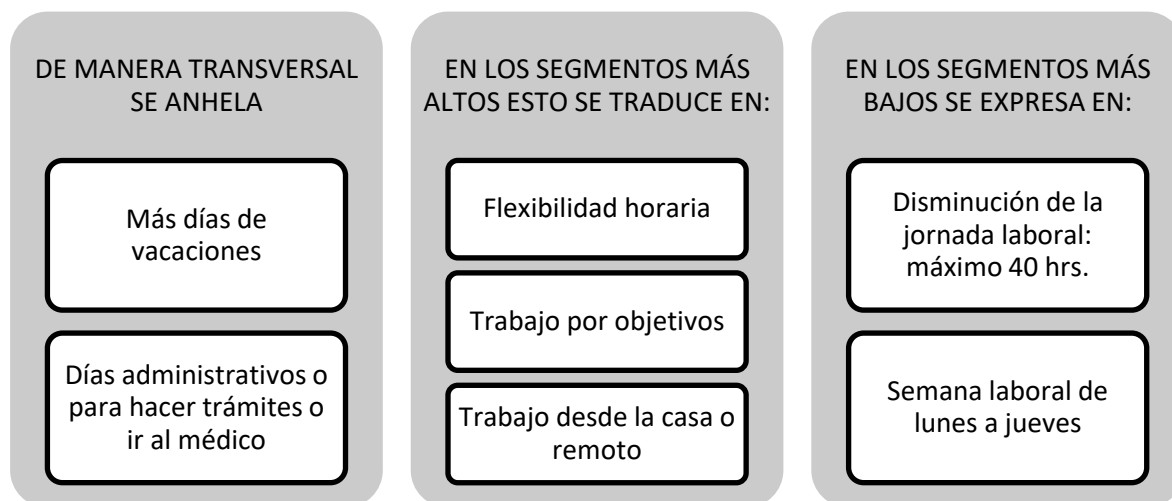 DE MANERA TRANSVERSAL
SE ANHELA
Más días de
vacaciones
Días administrativos o
para hacer trámites o
ir al médico
EN LOS SEGMENTOS MÁS
ALTOS ESTO SE TRADUCE EN:
Flexibilidad horaria
Trabajo por objetivos
Trabajo desde la casa o
remoto
EN LOS SEGMENTOS MÁS
BAJOS SE EXPRESA EN:
Disminución de la
jornada laboral:
máximo 40 hrs.
Semana laboral de
lunes a jueves